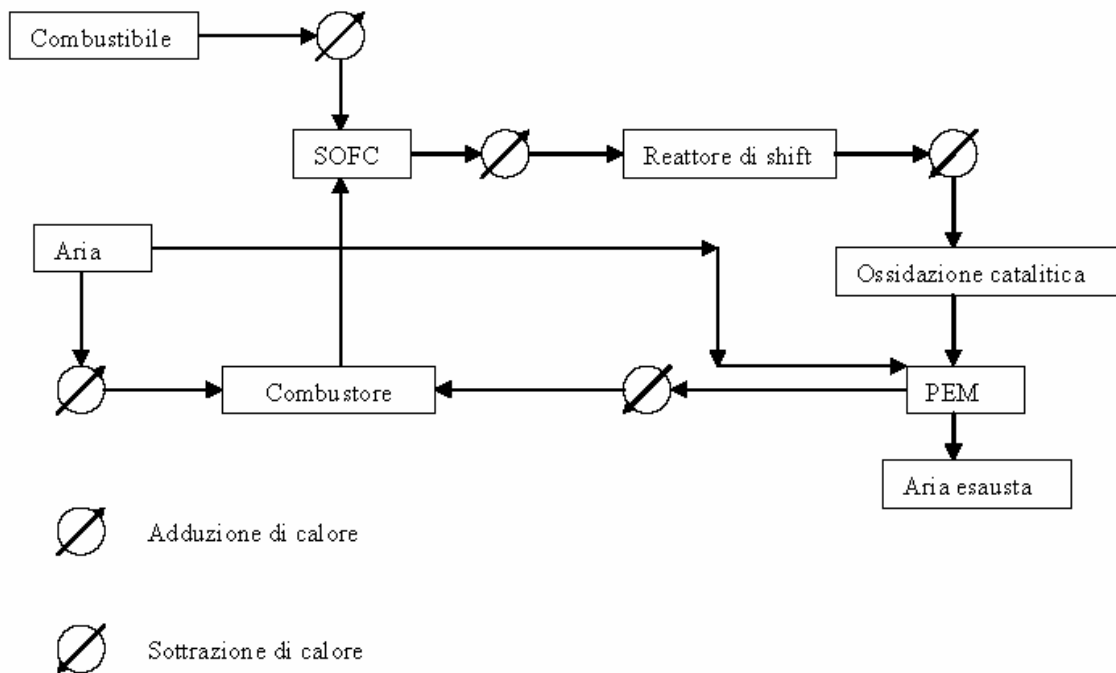 Combustibile
SOFC
Reattore di shift
Aria
Ossidazione catalitica
Combustore
PEM
Aria esausta
Adduzione di calore
Sottrazione di calore